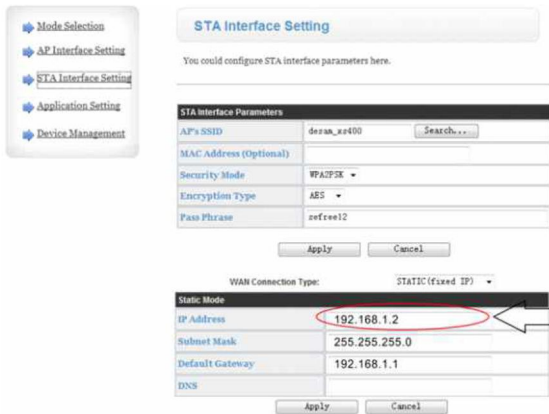 Mode Selection
AP Interface Setting
STA Interface Setting
Application Setting
Device Management
STA Interface Setting
You could configure STA interface parameters here.
STA Interface Parameters
AP's SSID desam_xs400 Search...
MAC Address (Optional)
Security Mode WPA2PSK
Encryption Type AES
Pass Phrase zefree12
Apply Cancel
WAN Connection Type: STATIC(fixed IP)
Static Mode
IP Address 192.168.1.2
Subnet Mask 255.255.255.0
Default Gateway 192.168.1.1
DNS
Apply Cancel